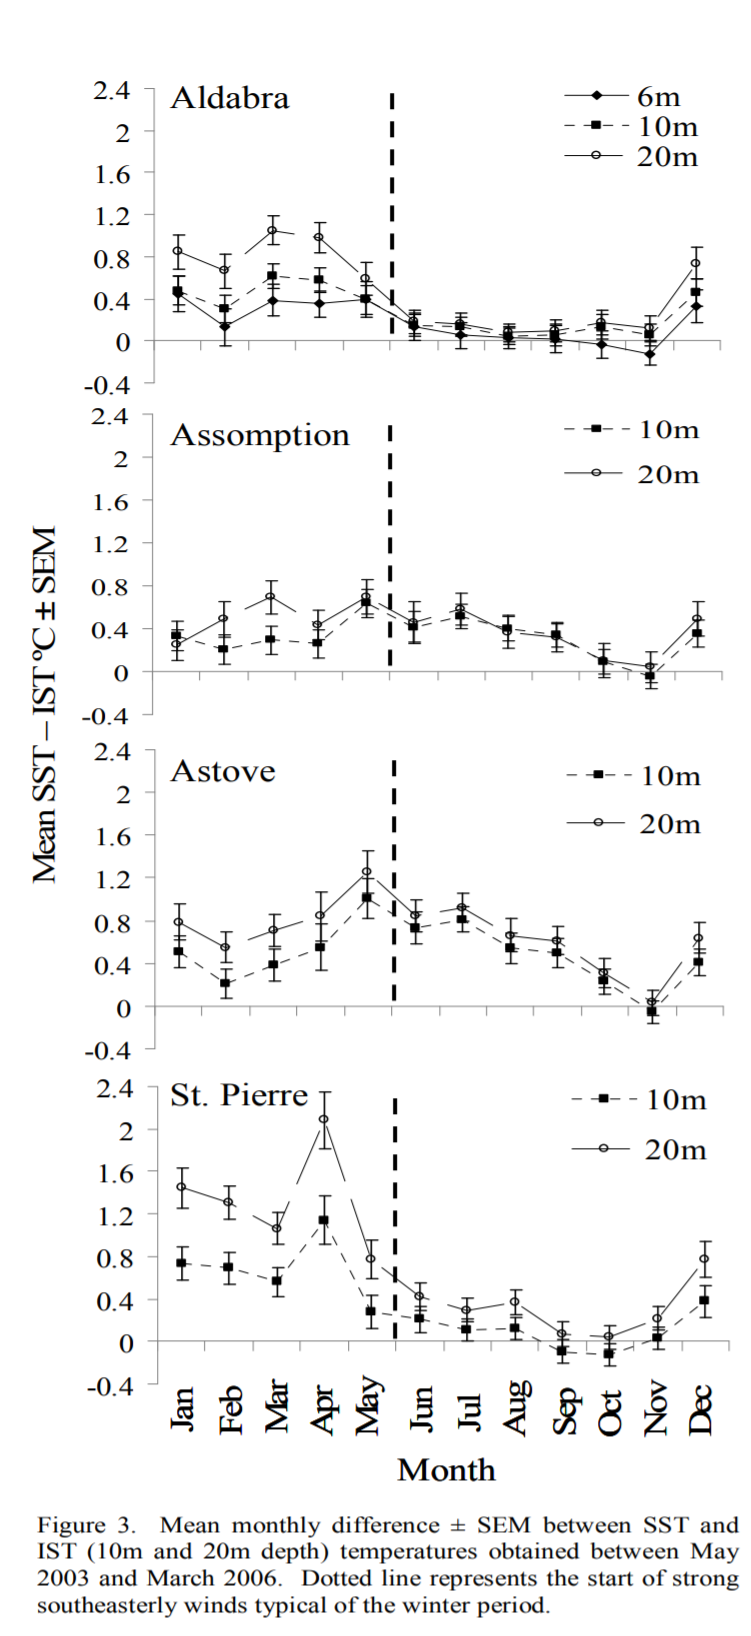 Aldabra
6m
10m
20m
2.4
2
1.6
1.2
0.8
0.4
0
-0.4
Assomption
10m
20m
2.4
2
1.6
1.2
0.8
0.4
0
-0.4
Astove
10m
20m
2.4
2
1.6
1.2
0.8
0.4
0
-0.4
St. Pierre
10m
20m
2.4
2
1.6
1.2
0.8
0.4
0
-0.4
Mean SST – IST ºC ± SEM
Jan Feb Mar Apr May Jun Jul Aug Sep Oct Nov Dec
Month
Figure 3. Mean monthly difference ± SEM between SST and
IST (10m and 20m depth) temperatures obtained between May
2003 and March 2006. Dotted line represents the start of strong
southeasterly winds typical of the winter period.